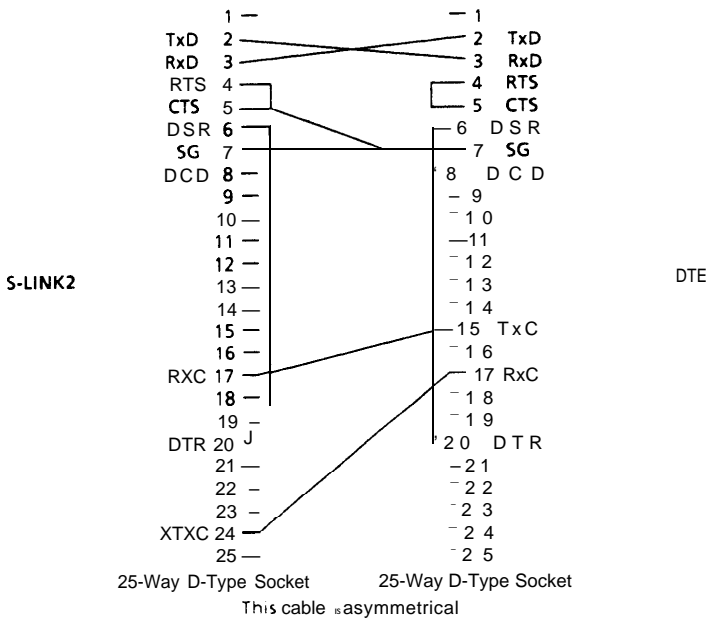 1 — — 1
TxD 2 2 TxD
RxD 3 3 RxD
RTS 4 4 RTS
CTS 5 5 CTS
DSR 6 6 DSR
SG 7 7 SG
DCD 8 8 DCD
9 — – 9
10 — – 10
11 — —11
12 – – 12
13 — – 13
14 — – 14
15 – 15 TxC
16 – – 16
RXC 17 17 RxC
18 – – 18
19 – – 19
DTR 20 20 DTR
21 — –21
22 – – 22
23 – – 23
XTXC 24 – 24
25 — – 25
S-LINK2 DTE
25-Way D-Type Socket 25-Way D-Type Socket
This cable is asymmetrical